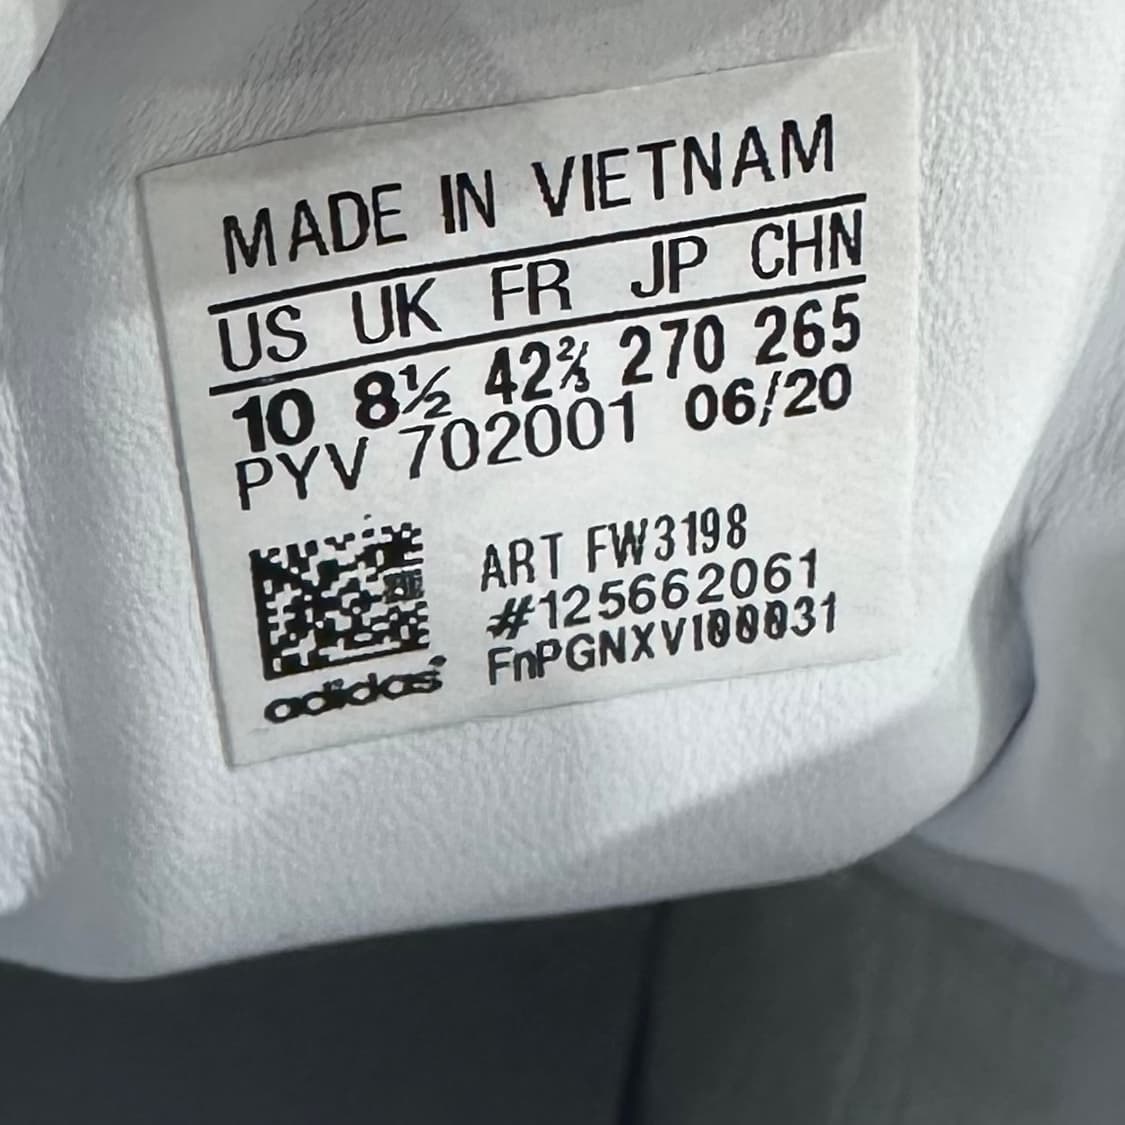 MADE IN VIETNAM
US UK FR JP CHN
10 8½ 42⅔ 270 265
PYV 702001 06/20
ART FW3198
#125662061
FnPGNXVI00031
adidas